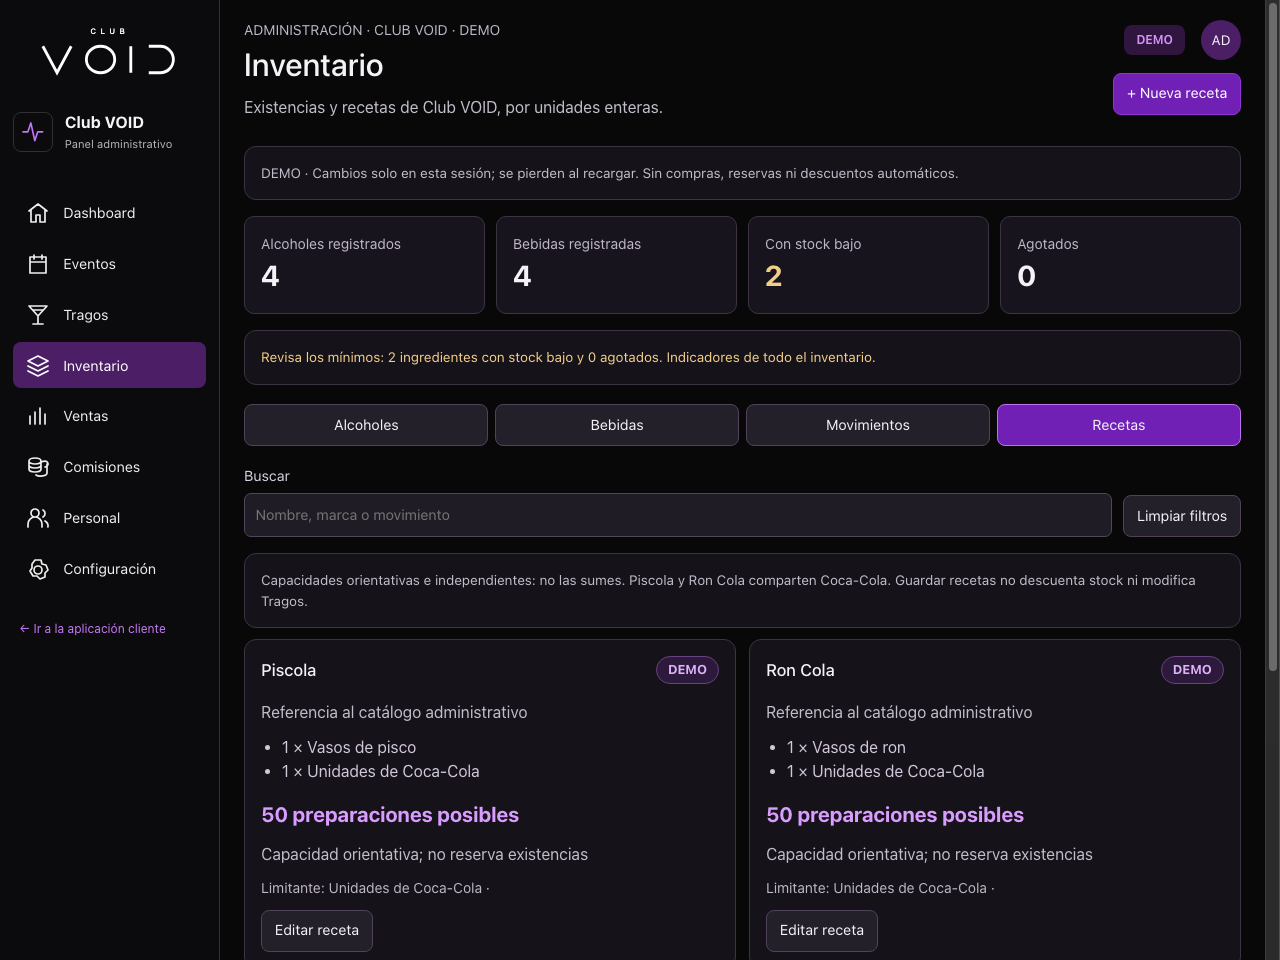 CLUB
VOID
Club VOID
Panel administrativo
Dashboard
Eventos
Tragos
Inventario
Ventas
Comisiones
Personal
Configuración
← Ir a la aplicación cliente
ADMINISTRACIÓN · CLUB VOID · DEMO
Inventario
Existencias y recetas de Club VOID, por unidades enteras.
DEMO
AD
+ Nueva receta
DEMO · Cambios solo en esta sesión; se pierden al recargar. Sin compras, reservas ni descuentos automáticos.
Alcoholes registrados
4
Bebidas registradas
4
Con stock bajo
2
Agotados
0
Revisa los mínimos: 2 ingredientes con stock bajo y 0 agotados. Indicadores de todo el inventario.
Alcoholes
Bebidas
Movimientos
Recetas
Buscar
Nombre, marca o movimiento
Limpiar filtros
Capacidades orientativas e independientes: no las sumes. Piscola y Ron Cola comparten Coca-Cola. Guardar recetas no descuenta stock ni modifica
Tragos.
Piscola
DEMO
Referencia al catálogo administrativo
• 1 × Vasos de pisco
• 1 × Unidades de Coca-Cola
50 preparaciones posibles
Capacidad orientativa; no reserva existencias
Limitante: Unidades de Coca-Cola ·
Editar receta
Ron Cola
DEMO
Referencia al catálogo administrativo
• 1 × Vasos de ron
• 1 × Unidades de Coca-Cola
50 preparaciones posibles
Capacidad orientativa; no reserva existencias
Limitante: Unidades de Coca-Cola ·
Editar receta